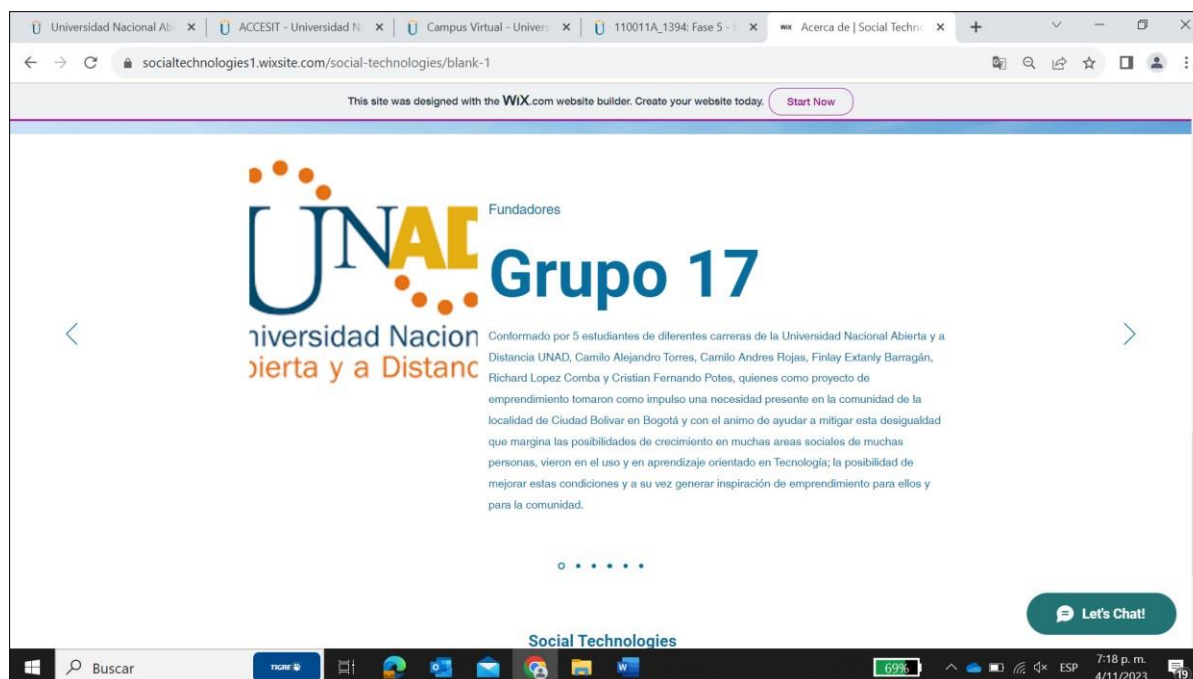 Universidad Nacional Ab
ACCESIT - Universidad N
Campus Virtual - Univers
110011A_1394: Fase 5 -
Acerca de | Social Techno
socialtechnologies1.wixsite.com/social-technologies/blank-1
This site was designed with the WiX.com website builder. Create your website today. Start Now
UNAD
niversidad Nacion
bierta y a Distanc
Fundadores
Grupo 17
Conformado por 5 estudiantes de diferentes carreras de la Universidad Nacional Abierta y a
Distancia UNAD, Camilo Alejandro Torres, Camilo Andres Rojas, Finlay Extanly Barragán,
Richard Lopez Comba y Cristian Fernando Potes, quienes como proyecto de
emprendimiento tomaron como impulso una necesidad presente en la comunidad de la
localidad de Ciudad Bolivar en Bogotá y con el animo de ayudar a mitigar esta desigualdad
que margina las posibilidades de crecimiento en muchas areas sociales de muchas
personas, vieron en el uso y en aprendizaje orientado en Tecnología; la posibilidad de
mejorar estas condiciones y a su vez generar inspiración de emprendimiento para ellos y
para la comunidad.
Let's Chat!
Social Technologies
Buscar
TIGRE
69%
ESP
7:18 p. m.
4/11/2023
19